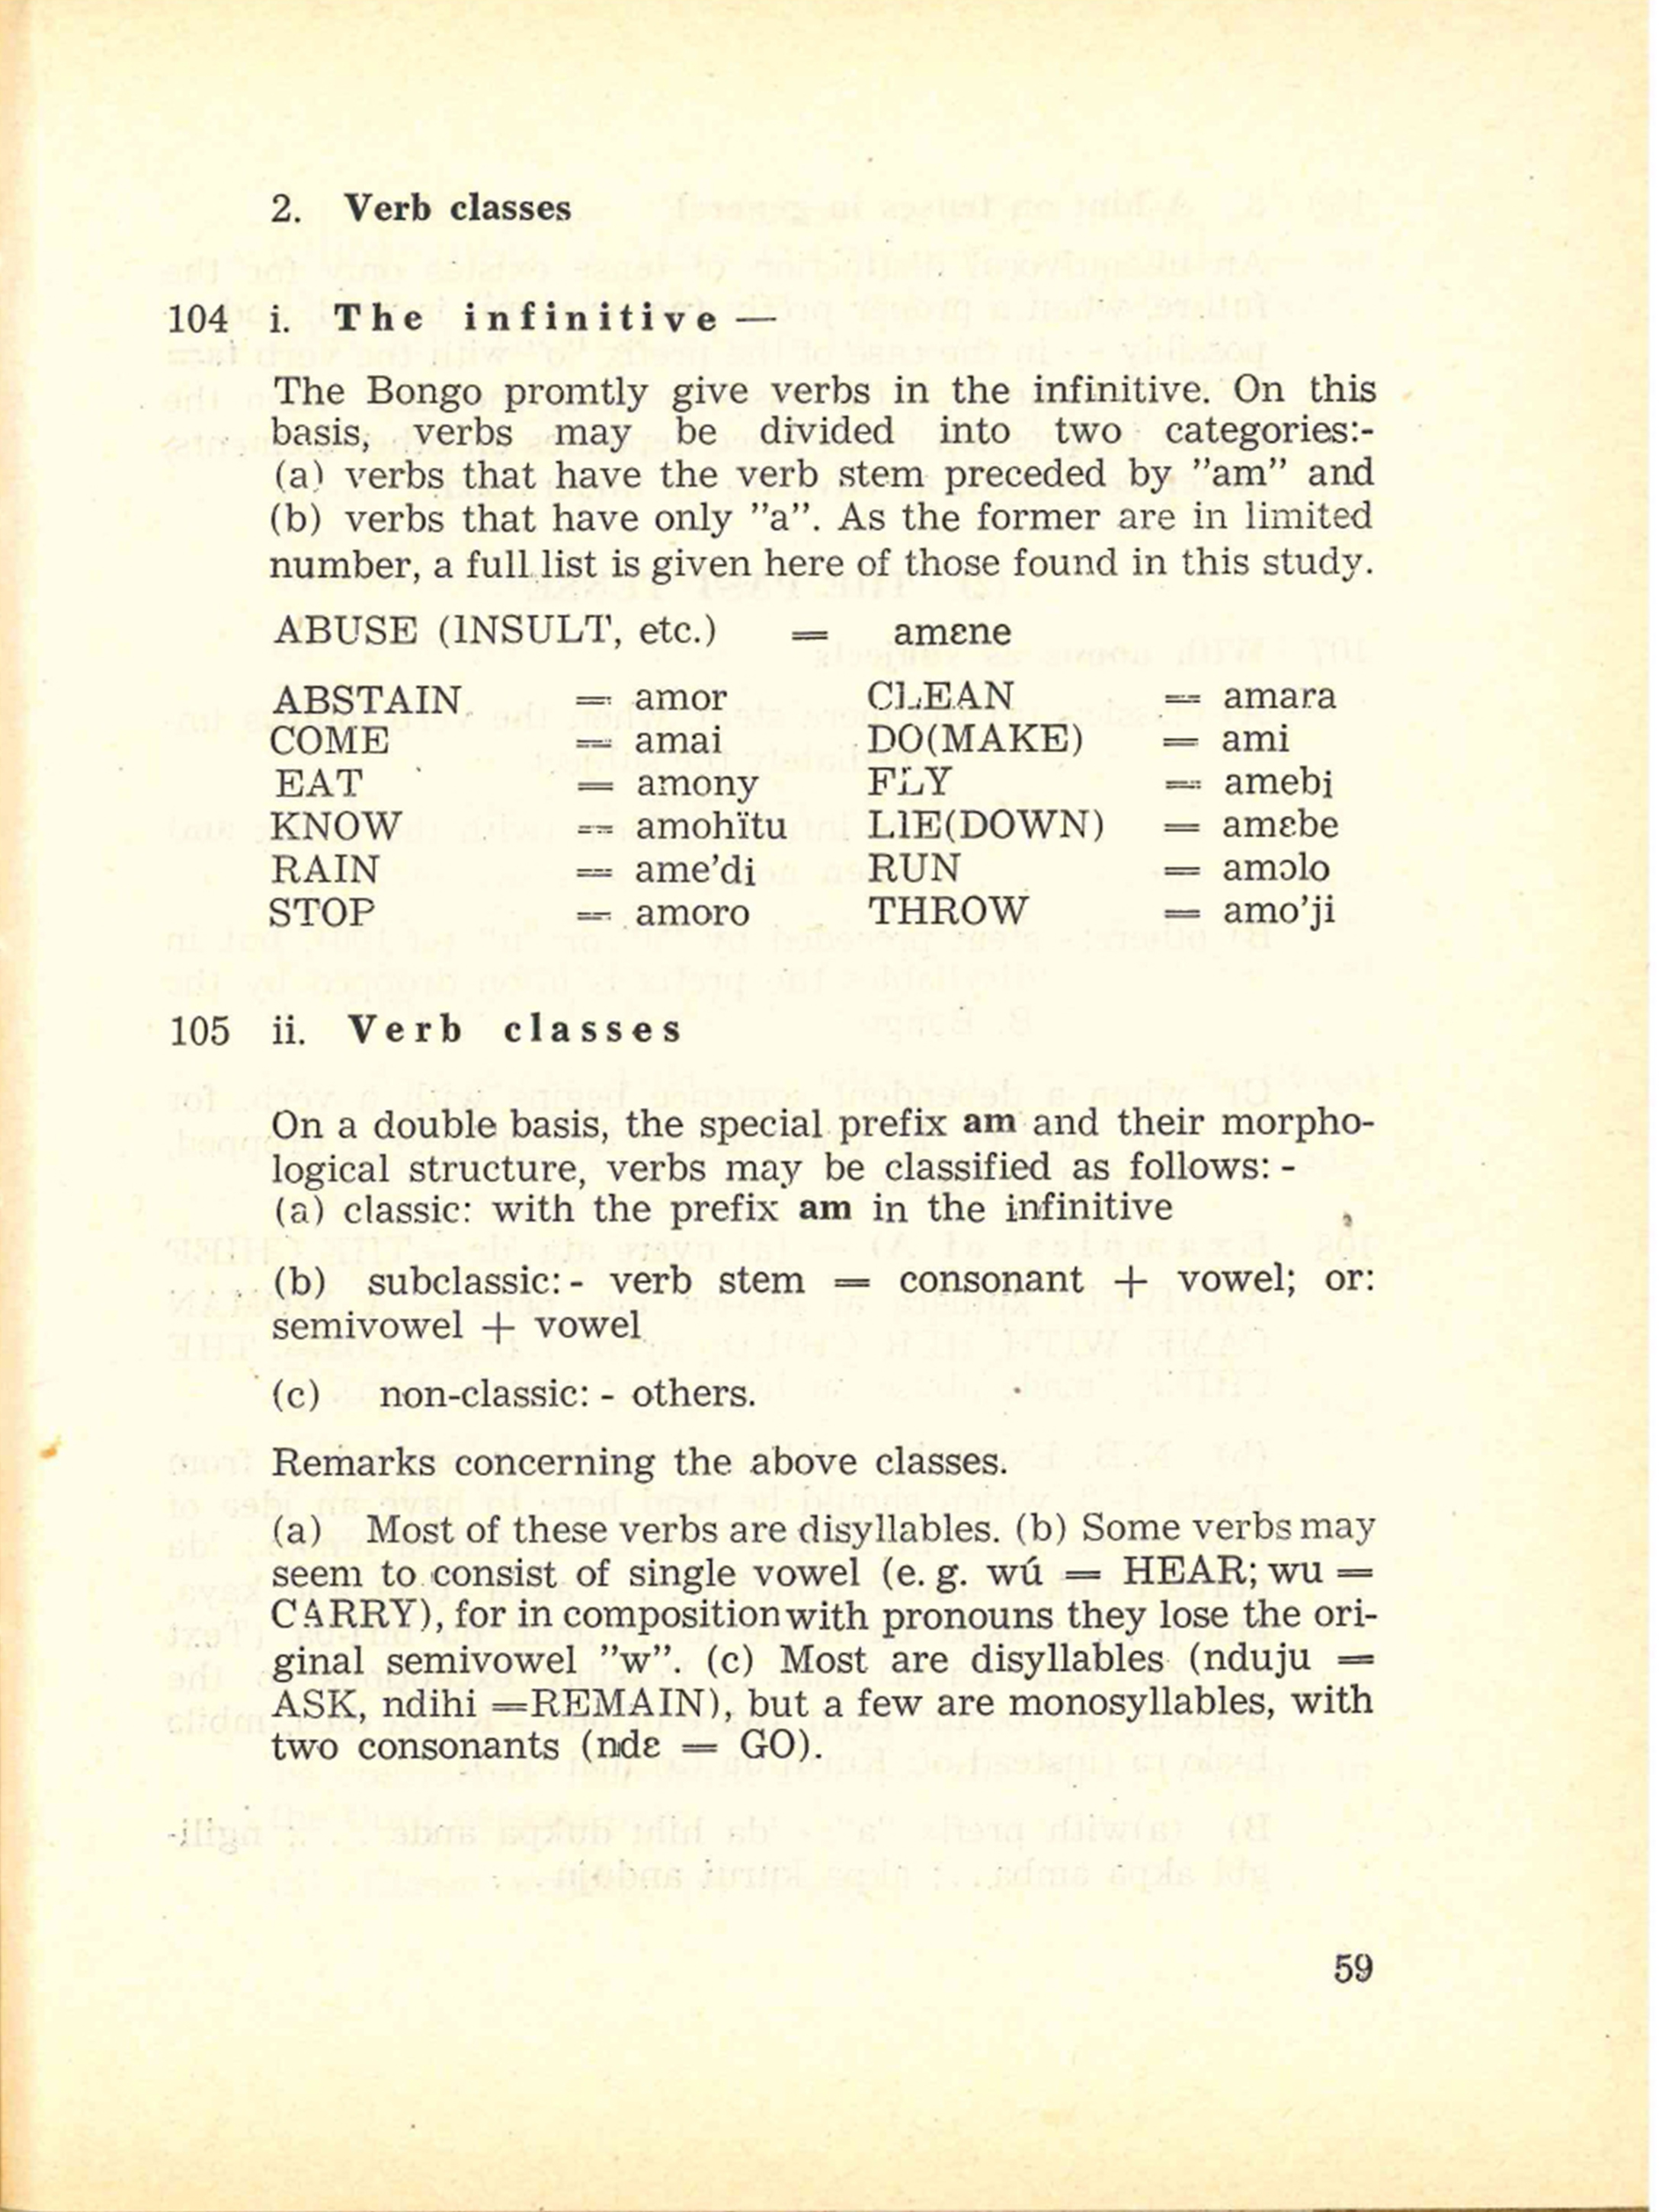 2. Verb classes
104 i. The infinitive —
The Bongo promtly give verbs in the infinitive. On this
basis, verbs may be divided into two categories:-
(a) verbs that have the verb stem preceded by "am" and
(b) verbs that have only "a". As the former are in limited
number, a full list is given here of those found in this study.
ABUSE (INSULT, etc.) = amɛne
ABSTAIN = amor CLEAN = amara
COME = amai DO(MAKE) = ami
EAT = amony FLY = amebi
KNOW = amohïtu LIE(DOWN) = amɛbe
RAIN = ame'di RUN = amɔlo
STOP = amoro THROW = amo'ji
105 ii. Verb classes
On a double basis, the special prefix am and their morpho-
logical structure, verbs may be classified as follows: -
(a) classic: with the prefix am in the infinitive
(b) subclassic: - verb stem = consonant + vowel; or:
semivowel + vowel
(c) non-classic: - others.
Remarks concerning the above classes.
(a) Most of these verbs are disyllables. (b) Some verbs may
seem to consist of single vowel (e. g. wú = HEAR; wu =
CARRY), for in composition with pronouns they lose the ori-
ginal semivowel "w". (c) Most are disyllables (nduju =
ASK, ndihi =REMAIN), but a few are monosyllables, with
two consonants (ndɛ = GO).
59